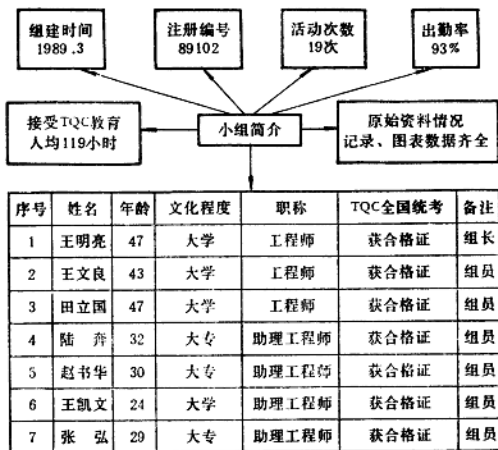 组建时间
1989.3
注册编号
89102
活动次数
19次
出勤率
93%
接受TQC教育
人均119小时
小组简介
原始资料情况
记录、图表数据齐全
序号 姓名 年龄 文化程度 职称 TQC全国统考 备注
1 王明亮 47 大学 工程师 获合格证 组长
2 王文良 43 大学 工程师 获合格证 组员
3 田立国 47 大学 工程师 获合格证 组员
4 陆 奔 32 大专 助理工程师 获合格证 组员
5 赵书华 30 大专 助理工程师 获合格证 组员
6 王凯文 24 大学 助理工程师 获合格证 组员
7 张 弘 29 大专 助理工程师 获合格证 组员